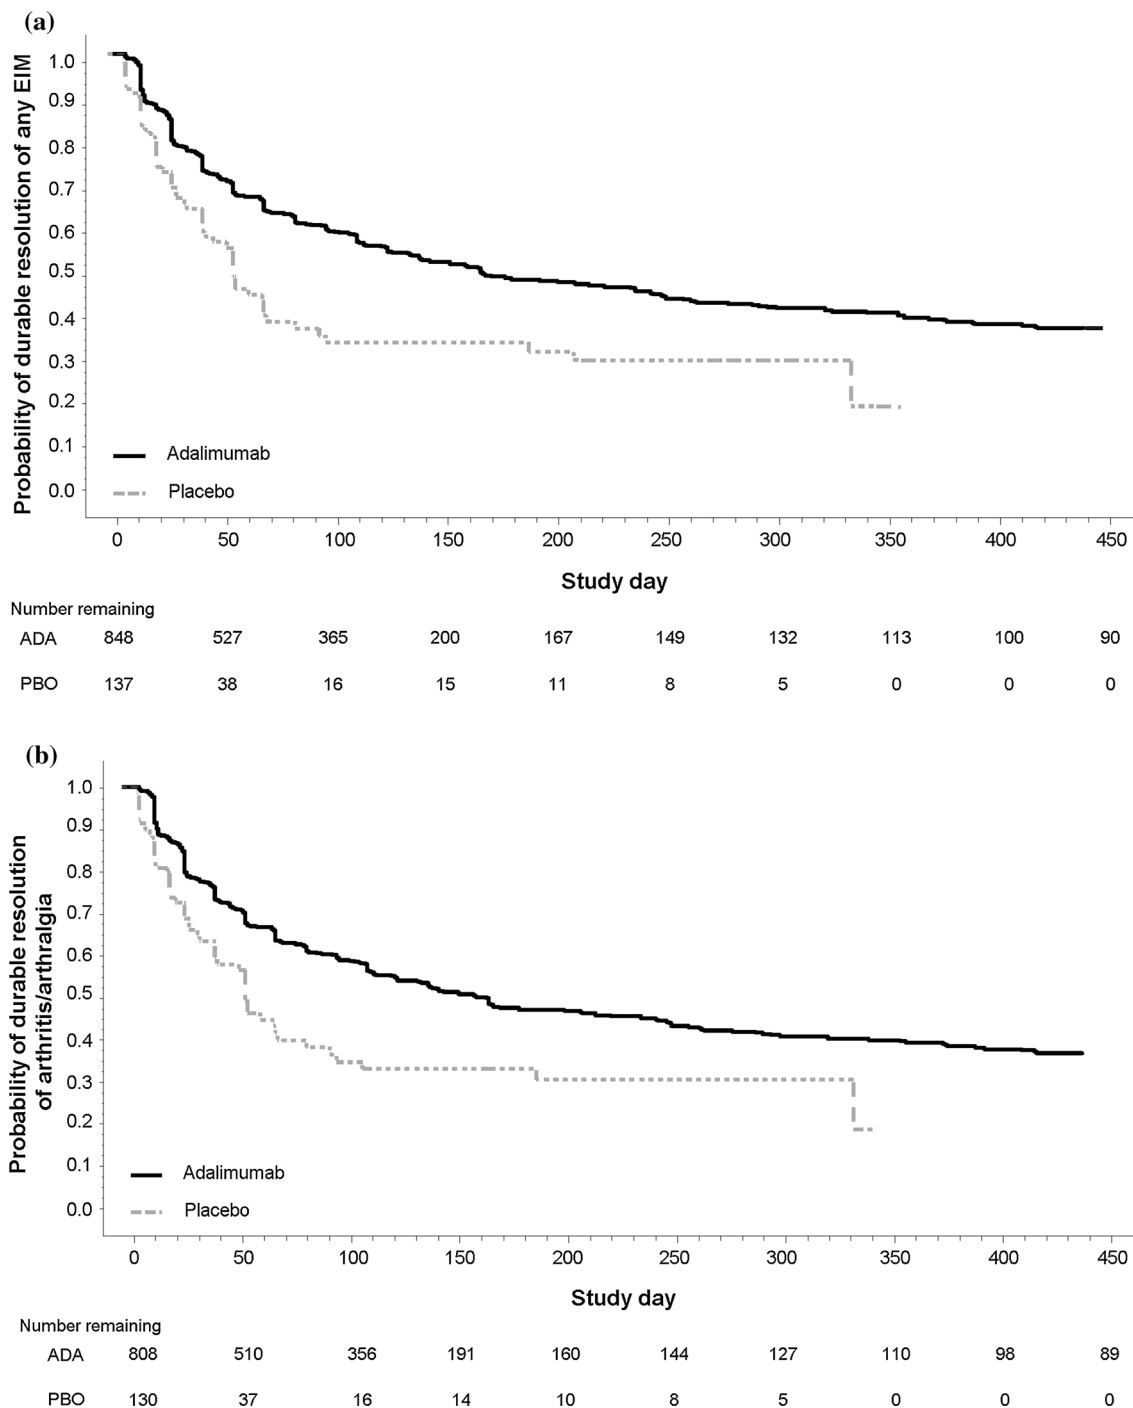 (a)
Probability of durable resolution of any EIM
1.0
0.9
0.8
0.7
0.6
0.5
0.4
0.3
0.2
0.1
0.0
Adalimumab
Placebo
0 50 100 150 200 250 300 350 400 450
Study day
Number remaining
ADA 848 527 365 200 167 149 132 113 100 90
PBO 137 38 16 15 11 8 5 0 0 0
(b)
Probability of durable resolution
of arthritis/arthralgia
1.0
0.9
0.8
0.7
0.6
0.5
0.4
0.3
0.2
0.1
0.0
Adalimumab
Placebo
0 50 100 150 200 250 300 350 400 450
Study day
Number remaining
ADA 808 510 356 191 160 144 127 110 98 89
PBO 130 37 16 14 10 8 5 0 0 0